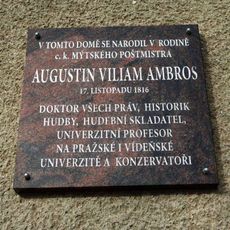 V TOMTO DOMĚ SE NARODIL V RODINĚ
c. k. MÝTSKÉHO POŠTMISTRA
AUGUSTIN VILIAM AMBROS
17. LISTOPADU 1816
DOKTOR VŠECH PRÁV, HISTORIK
HUDBY, HUDEBNÍ SKLADATEL,
UNIVERZITNÍ PROFESOR
NA PRAŽSKÉ I VÍDEŇSKÉ
UNIVERZITĚ A KONZERVATOŘI